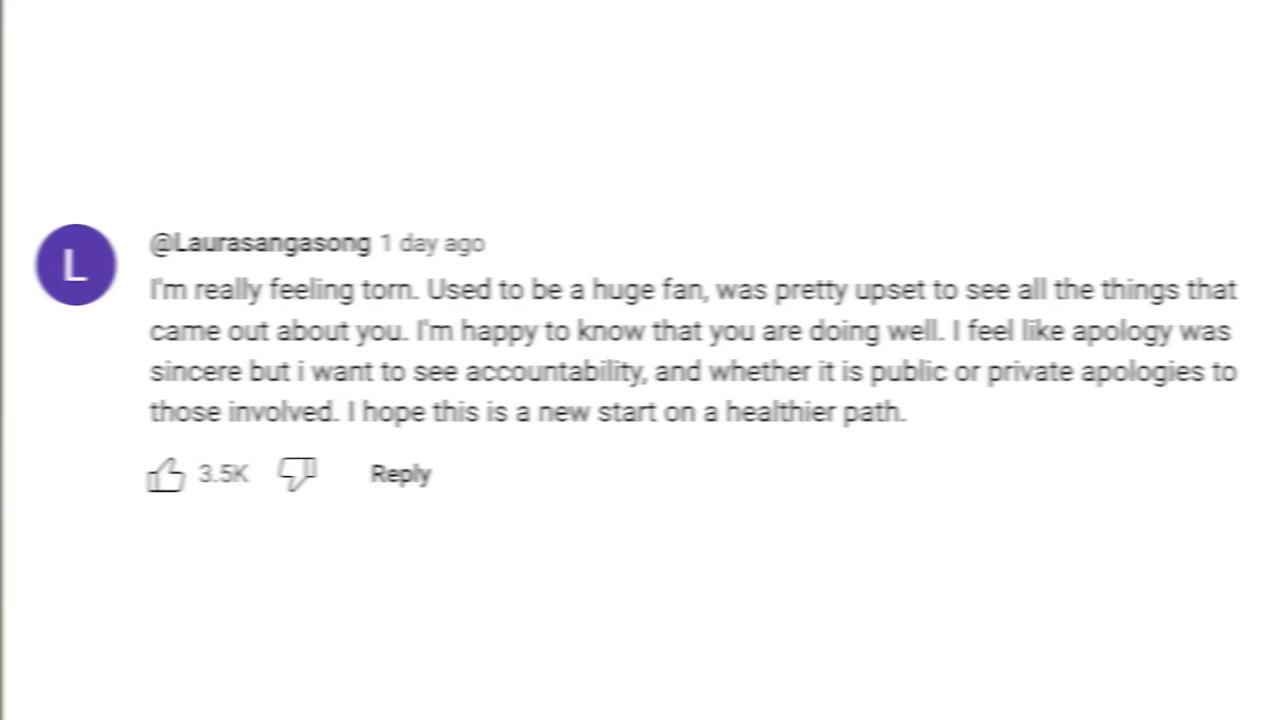 L
@Laurasangasong 1 day ago
I'm really feeling torn. Used to be a huge fan, was pretty upset to see all the things that
came out about you. I'm happy to know that you are doing well. I feel like apology was
sincere but i want to see accountability, and whether it is public or private apologies to
those involved. I hope this is a new start on a healthier path.
3.5K Reply